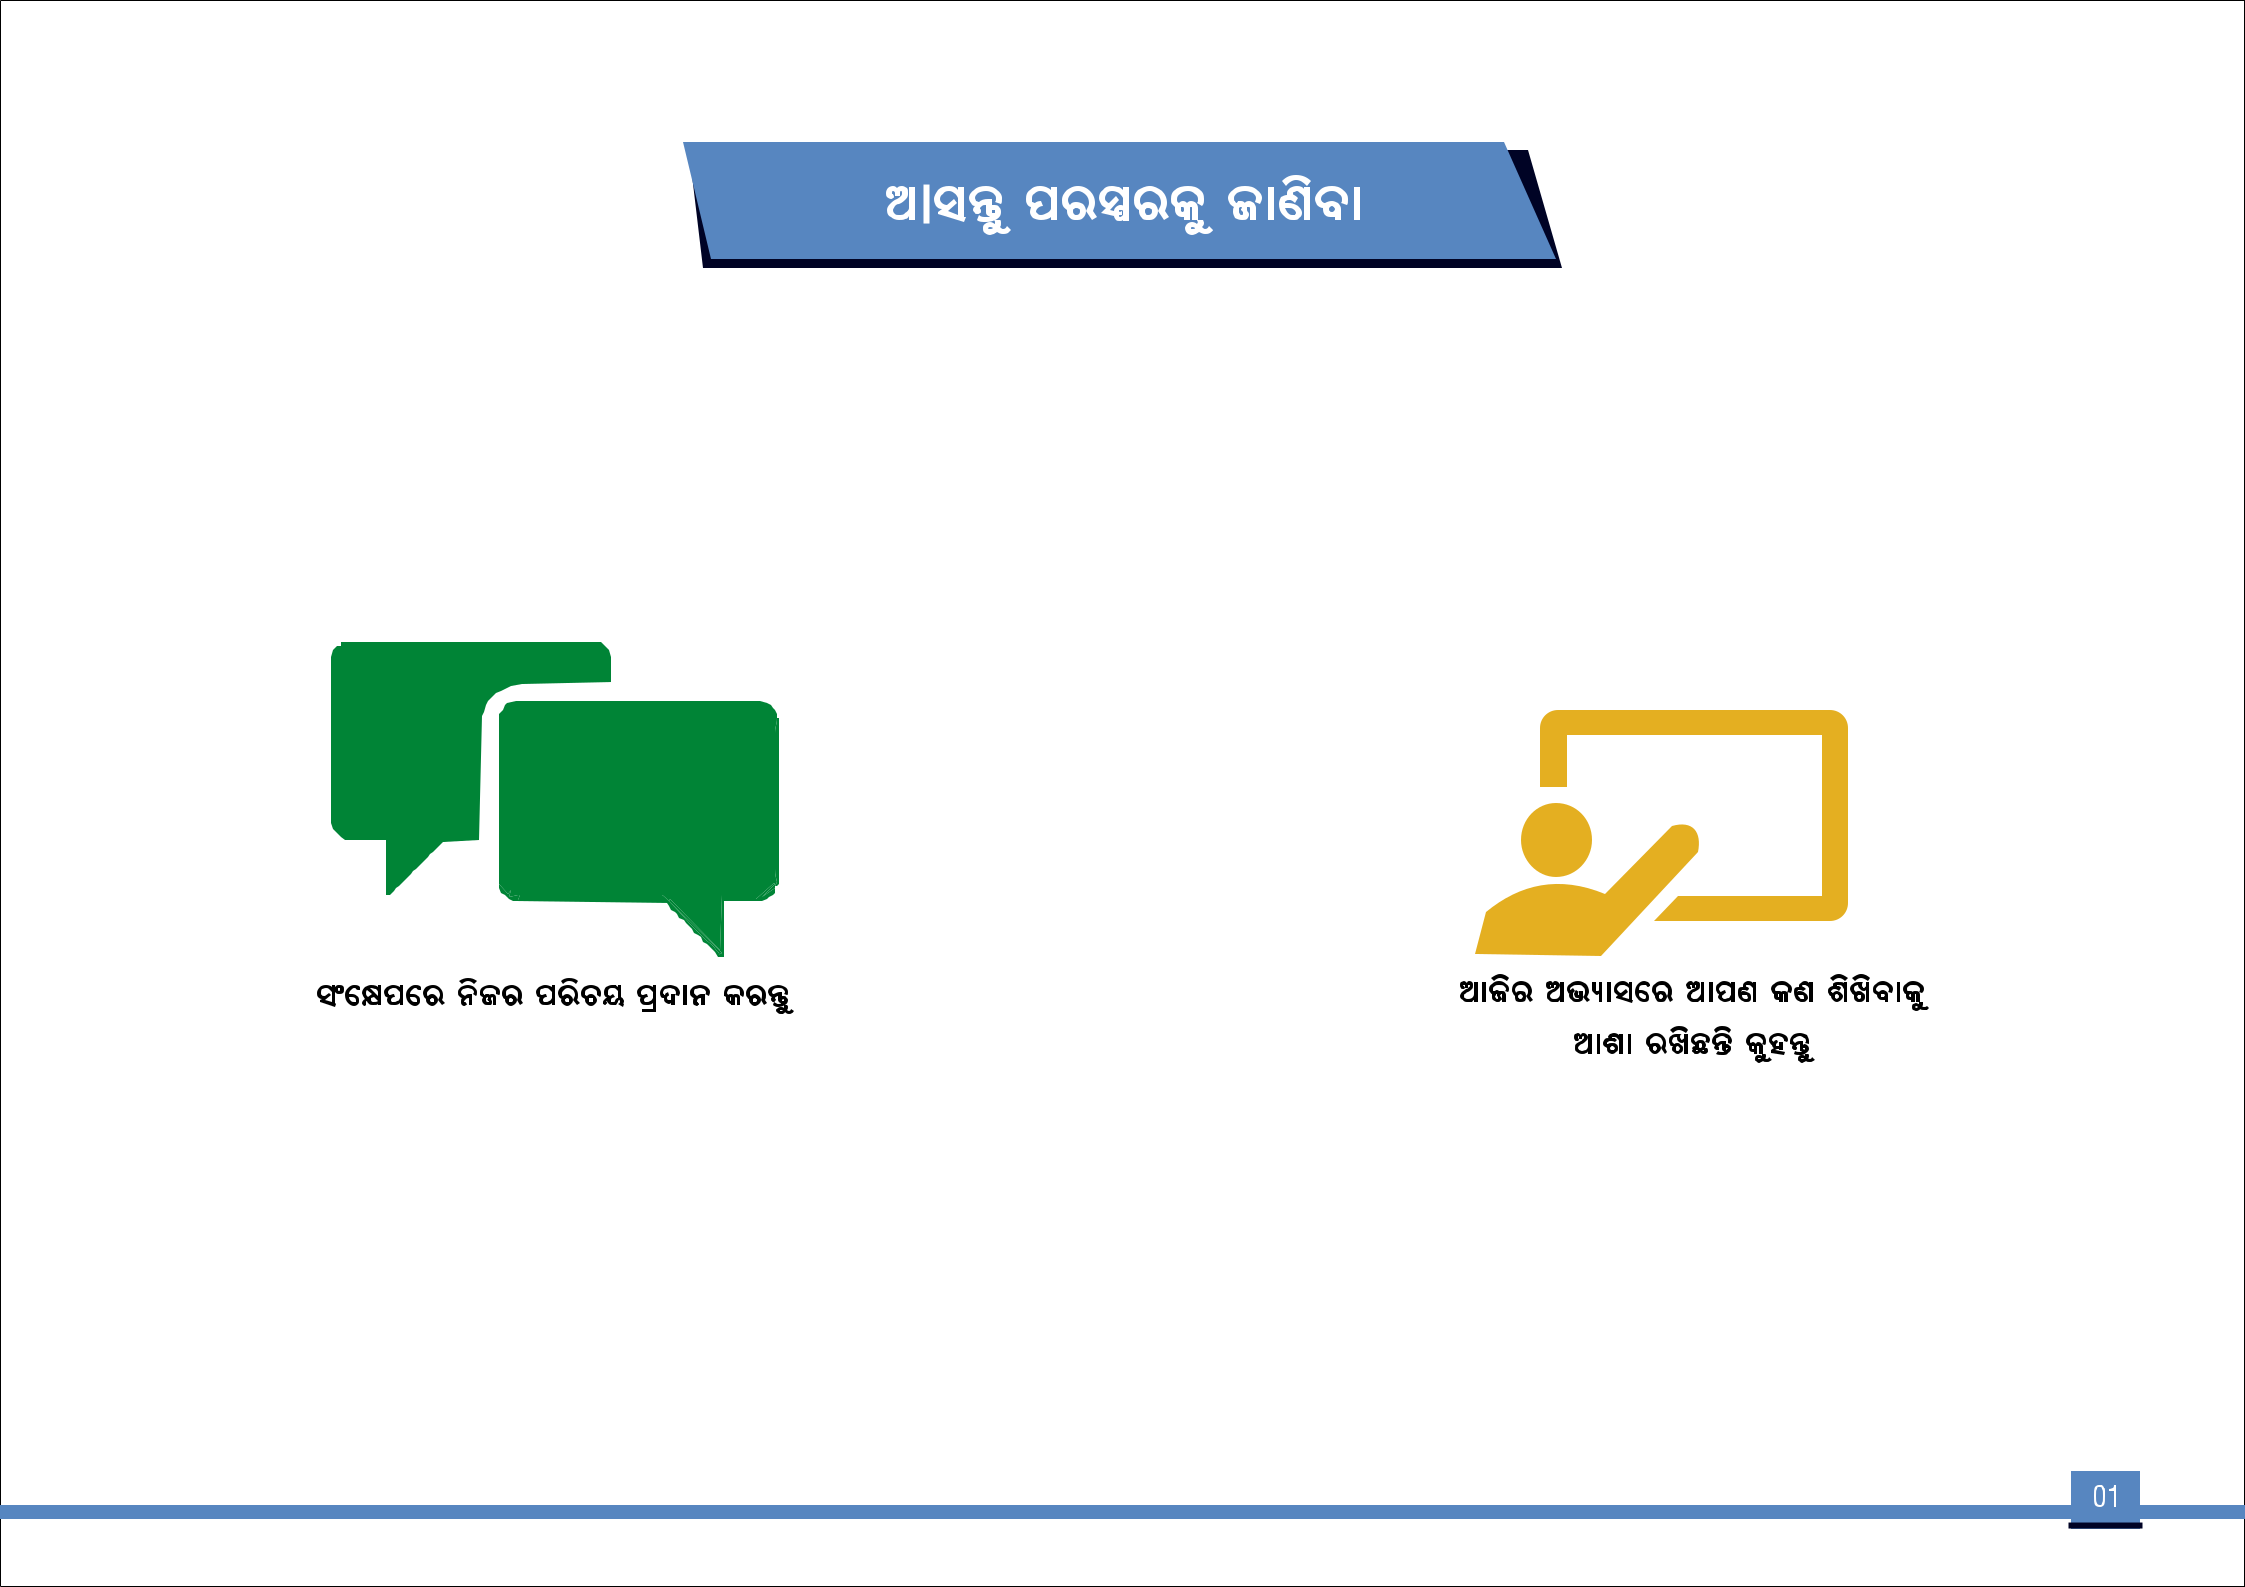 ଆସନ୍ତୁ ପରସ୍ପରକୁ ଜାଣିବା
ସଂକ୍ଷେପରେ ନିଜର ପରିଚୟ ପ୍ରଦାନ କରନ୍ତୁ
ଆଜିର ଅଭ୍ୟାସରେ ଆପଣ କଣ ଶିଖିବାକୁ
ଆଶା ରଖିଛନ୍ତି କୁହନ୍ତୁ
01